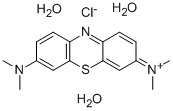 H₂O Cl⁻ H₂O
N
N S N⁺
H₂O